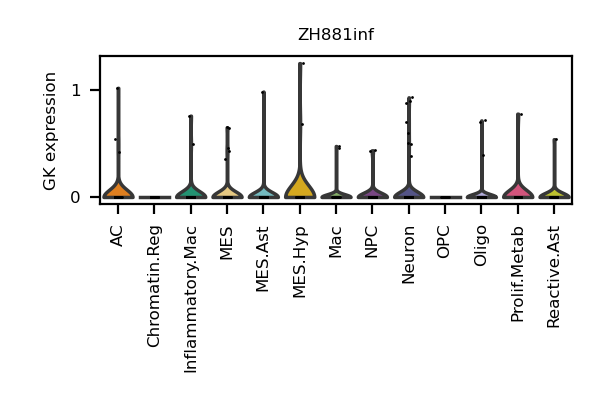 ZH881inf
GK expression
1
0
AC
Chromatin.Reg
Inflammatory.Mac
MES
MES.Ast
MES.Hyp
Mac
NPC
Neuron
OPC
Oligo
Prolif.Metab
Reactive.Ast